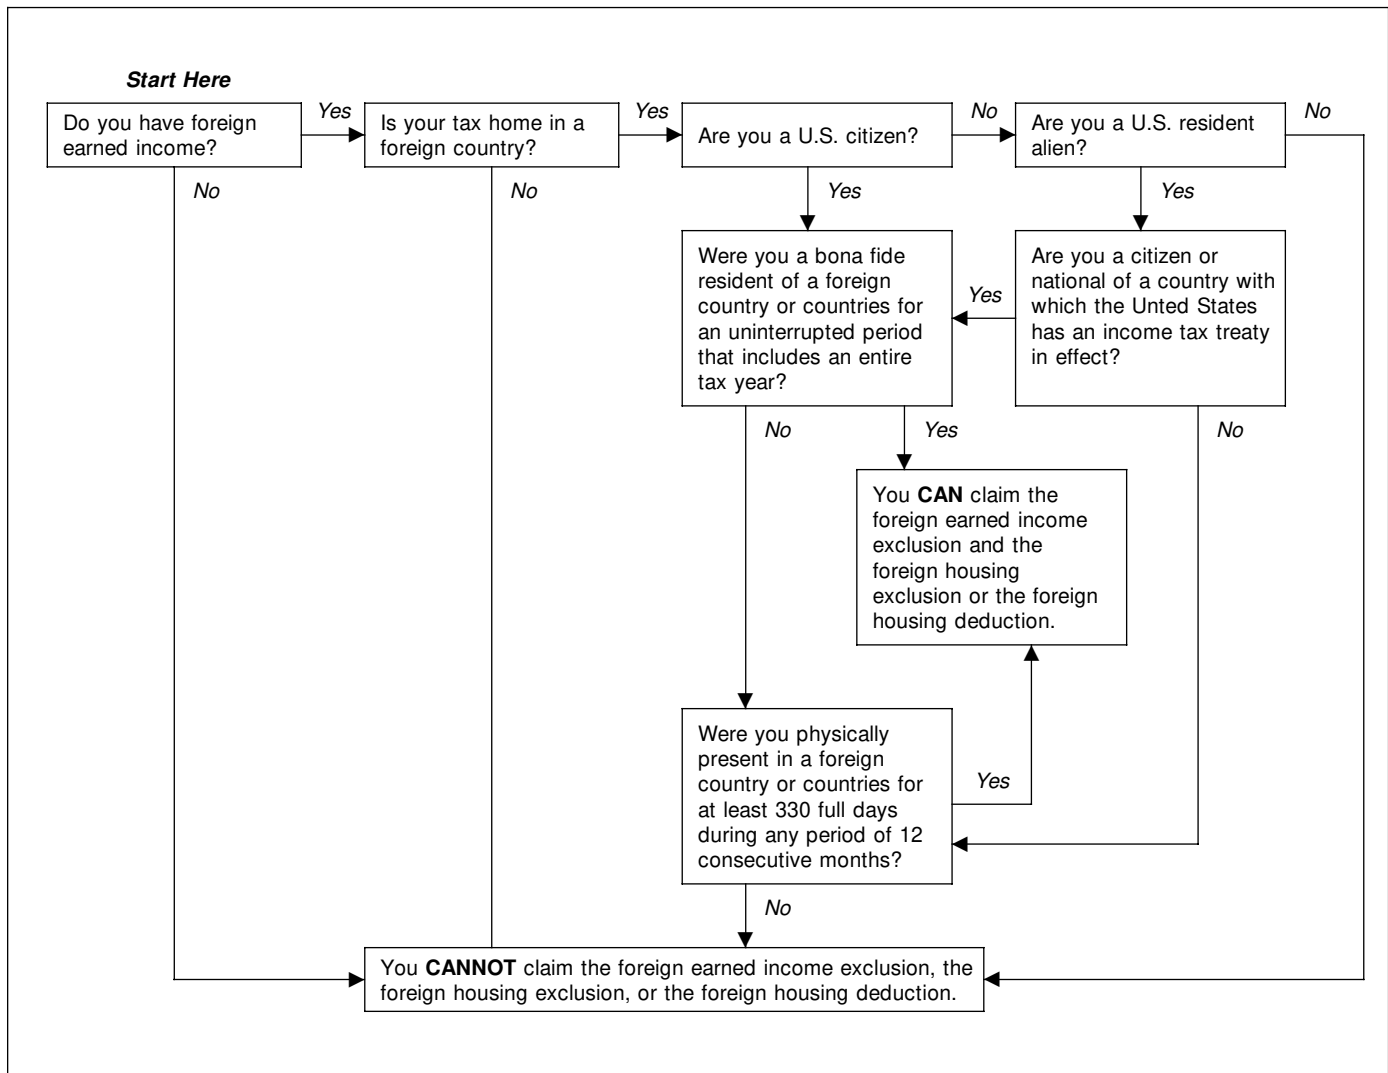 Start Here
Do you have foreign
earned income?
Yes
Is your tax home in a
foreign country?
Yes
Are you a U.S. citizen?
No
Are you a U.S. resident
alien?
No
No
No
Yes
Yes
Were you a bona fide
resident of a foreign
country or countries for
an uninterrupted period
that includes an entire
tax year?
Yes
Are you a citizen or
national of a country with
which the Unted States
has an income tax treaty
in effect?
No
Yes
No
You CAN claim the
foreign earned income
exclusion and the
foreign housing
exclusion or the foreign
housing deduction.
Were you physically
present in a foreign
country or countries for
at least 330 full days
during any period of 12
consecutive months?
Yes
No
You CANNOT claim the foreign earned income exclusion, the
foreign housing exclusion, or the foreign housing deduction.